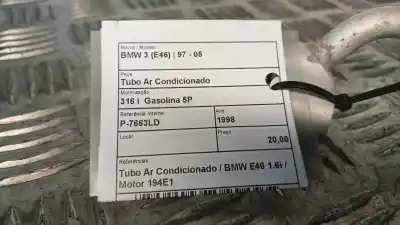 Marca | Modelo
BMW 3 (E46) | 97 - 05
Peça
Tubo Ar Condicionado
Motorização
316 i Gasolina 5P
Referência Interna
Ano
P-7663LD
1998
Local
Preço
20,00
Referências
Tubo Ar Condicionado / BMW E46 1.6i /
Motor 194E1